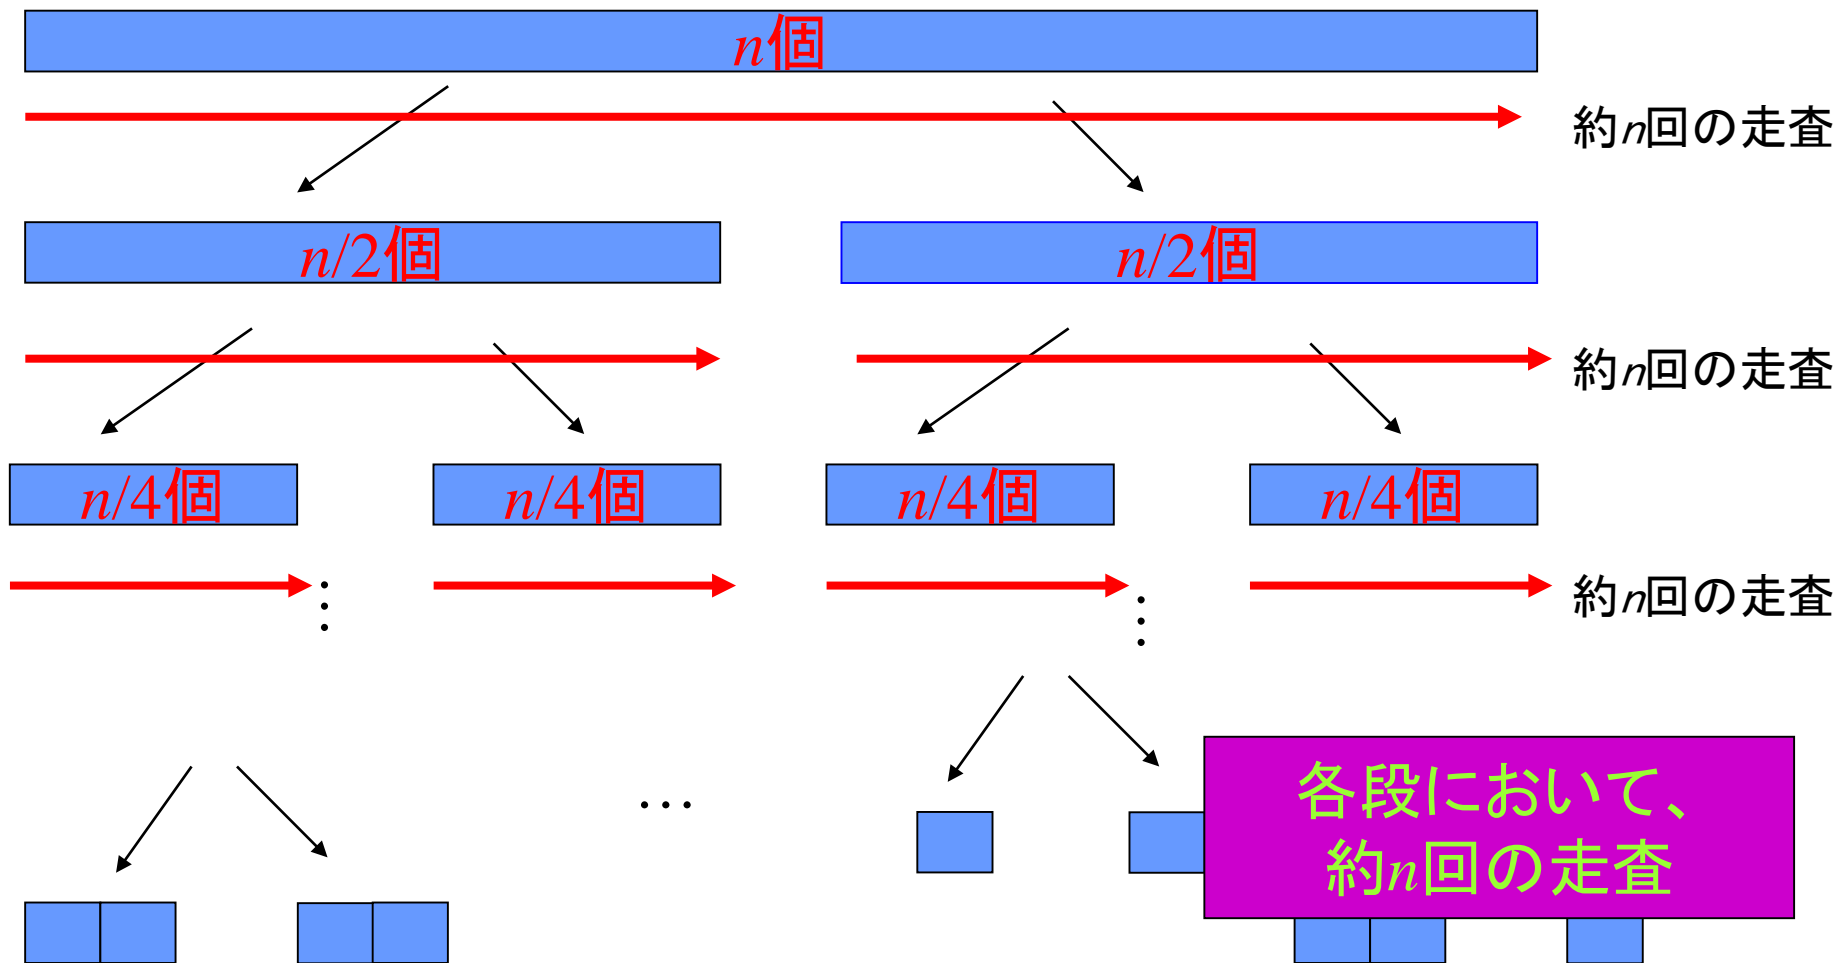 n個
約n回の走査
n/2個
n/2個
約n回の走査
n/4個
n/4個
n/4個
n/4個
約n回の走査
各段において、
約n回の走査